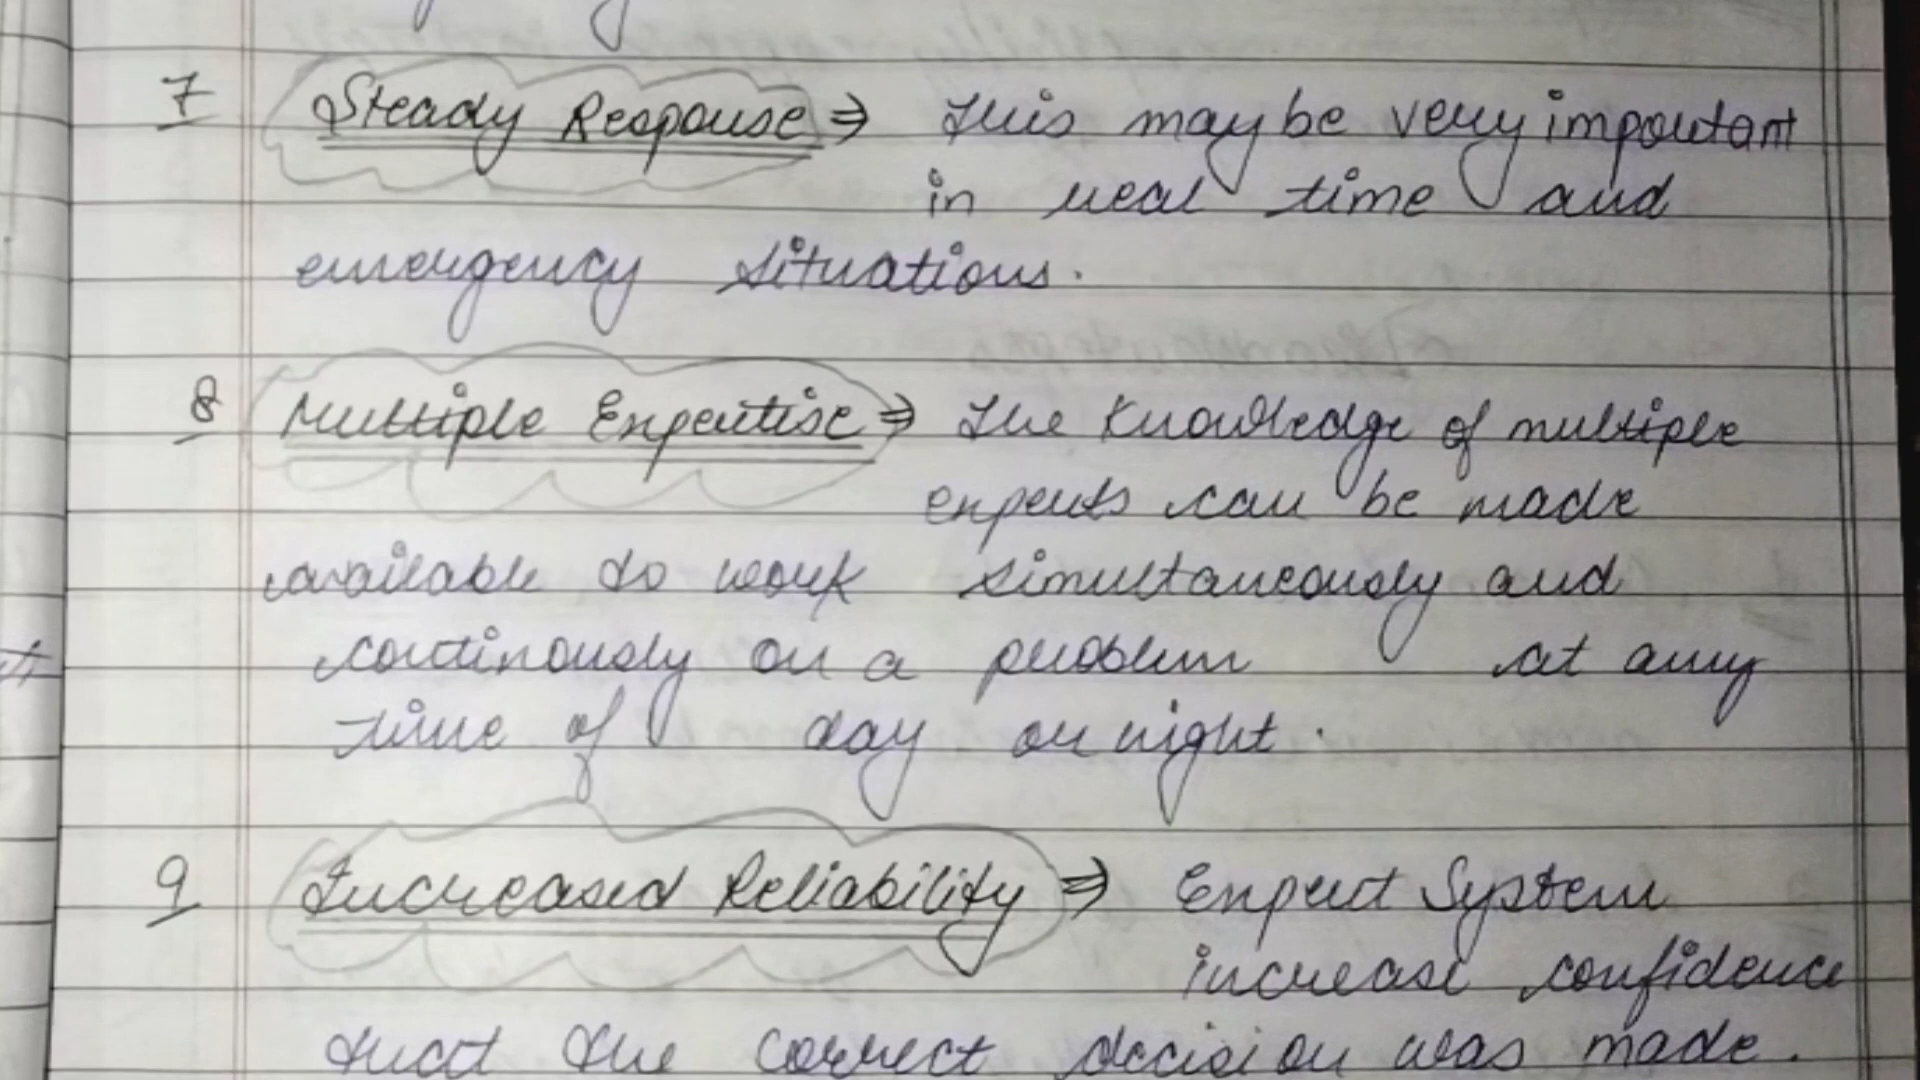 7 Steady Response ⇒ This may be very important
in real time and
emergency situations.
8 Multiple Expertise ⇒ The Knowledge of multiple
experts can be made
available to work simultaneously and
continously on a problem at any
time of day or night.
9 Increased Reliability ⇒ Expert System
increase confidence
that the correct decision was made.